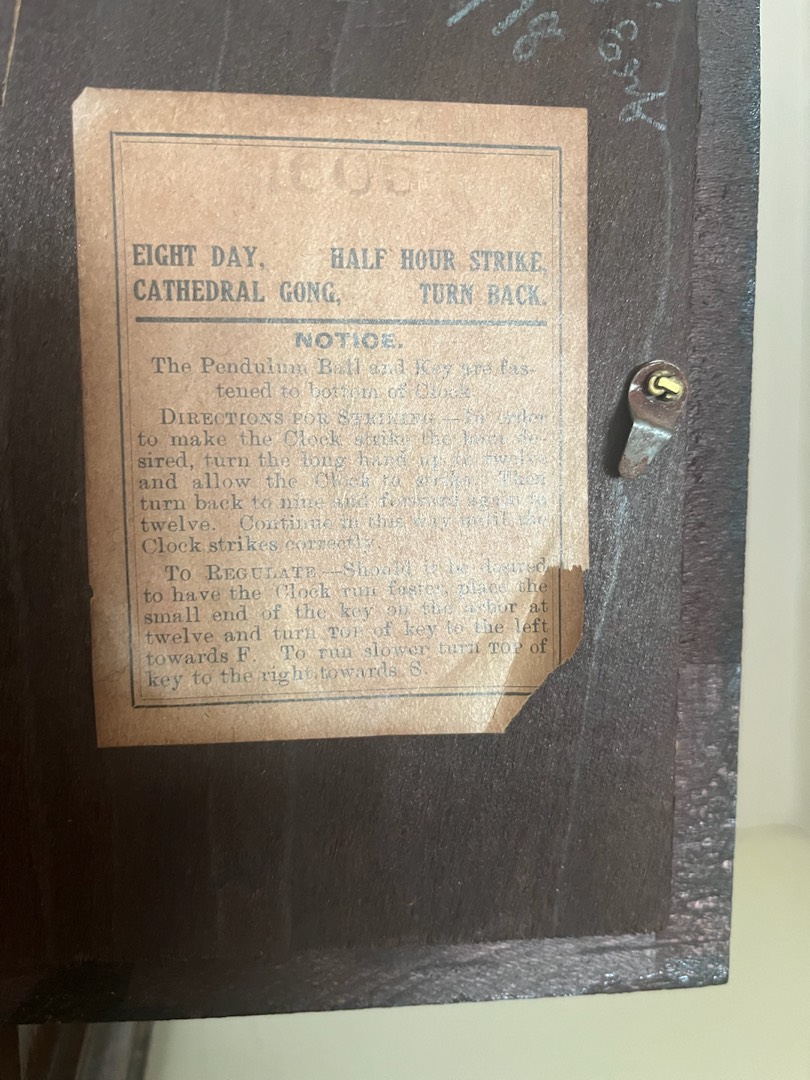 EIGHT DAY, HALF HOUR STRIKE,
CATHEDRAL GONG, TURN BACK.
NOTICE.
The Pendulum Ball and Key are fas-
tened to bottom of Clock
DIRECTIONS FOR STRIKING.—In order
to make the Clock strike the hour de-
sired, turn the long hand up to twelve
and allow the Clock to strike. Then
turn back to nine and forward again to
twelve. Continue in this way until the
Clock strikes correctly.
TO REGULATE.—Should it be desired
to have the Clock run faster, place the
small end of the key on the arbor at
twelve and turn TOP of key to the left
towards F. To run slower turn TOP of
key to the right towards S.